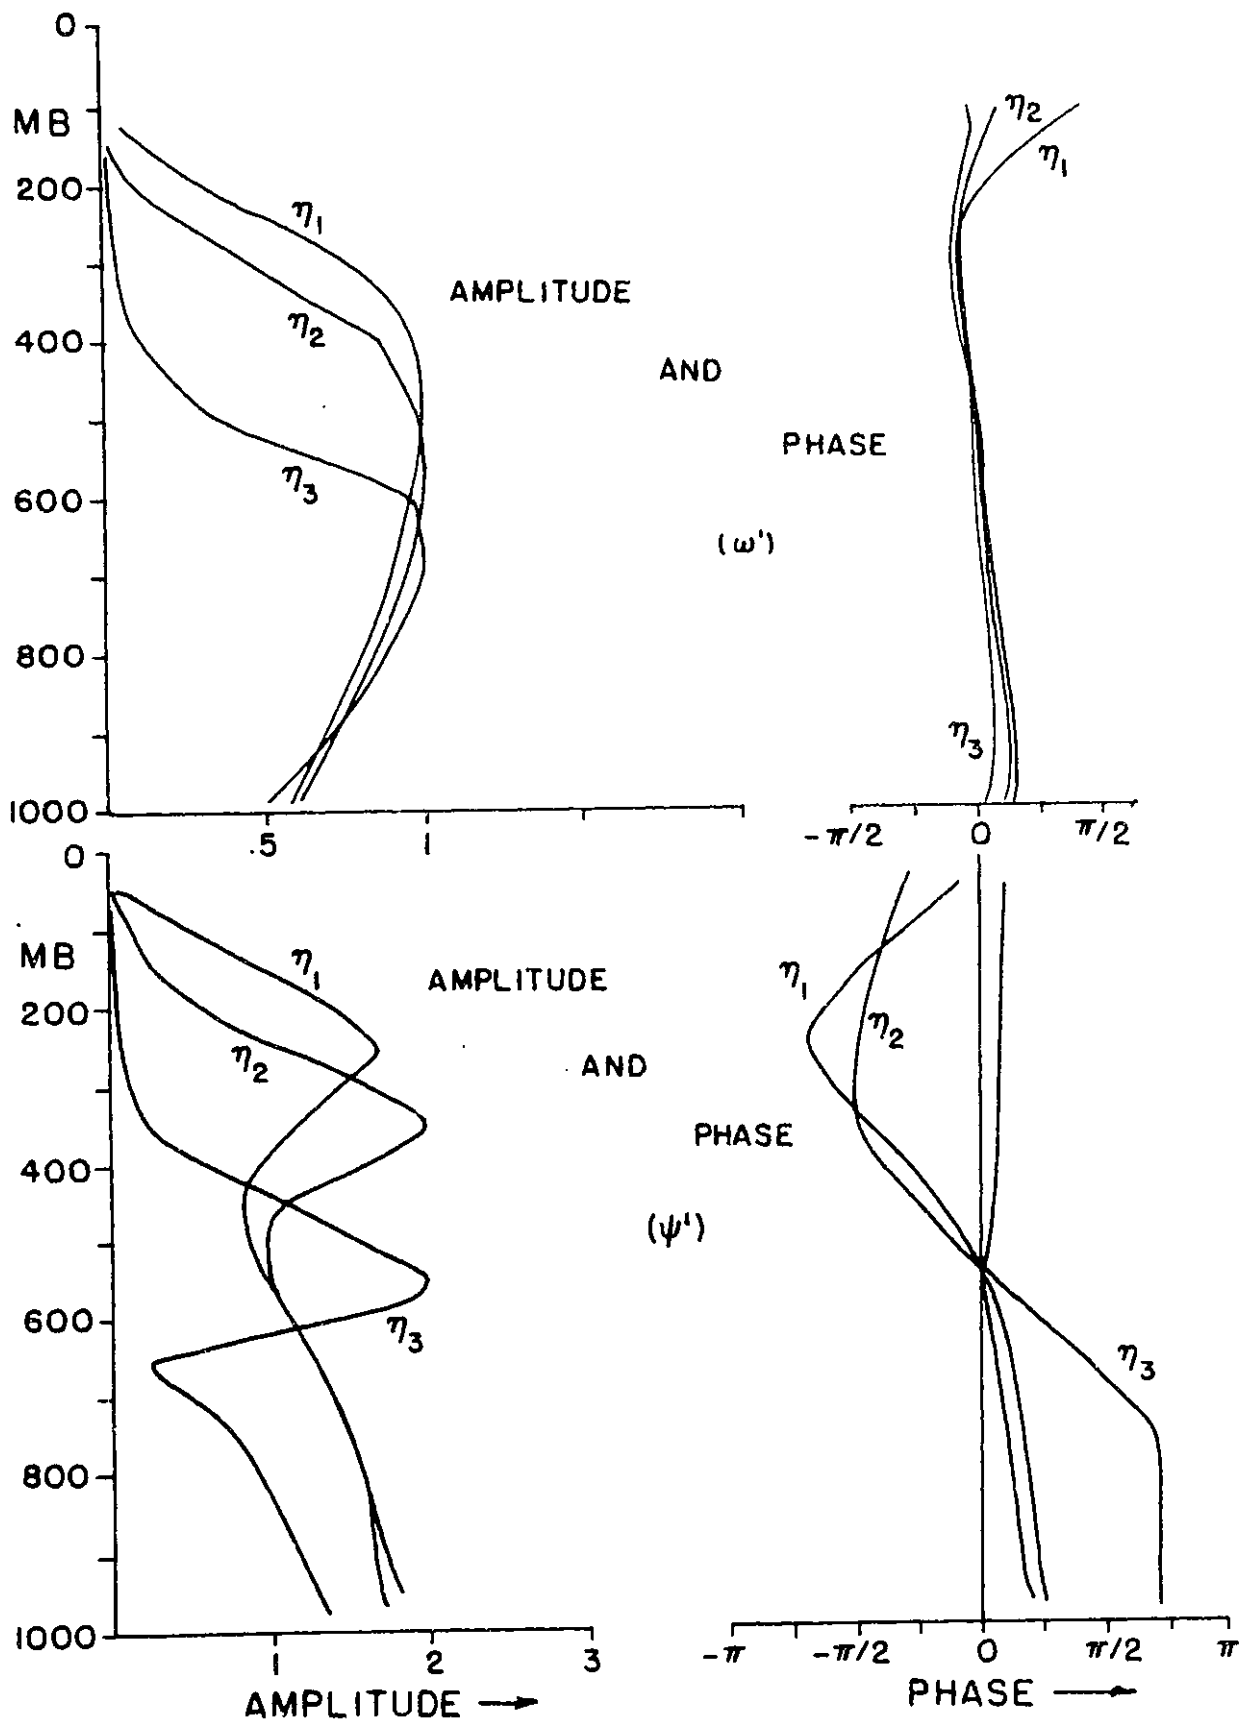 0
MB
200
400
600
800
1000
.5
1
η1
η2
η3
AMPLITUDE
AND
PHASE
(ω')
η2
η1
η3
-π/2
0
π/2
0
MB
200
400
600
800
1000
1
2
3
AMPLITUDE →
η1
η2
η3
AMPLITUDE
AND
PHASE
(ψ')
η1
η2
η3
-π
-π/2
0
π/2
π
PHASE →